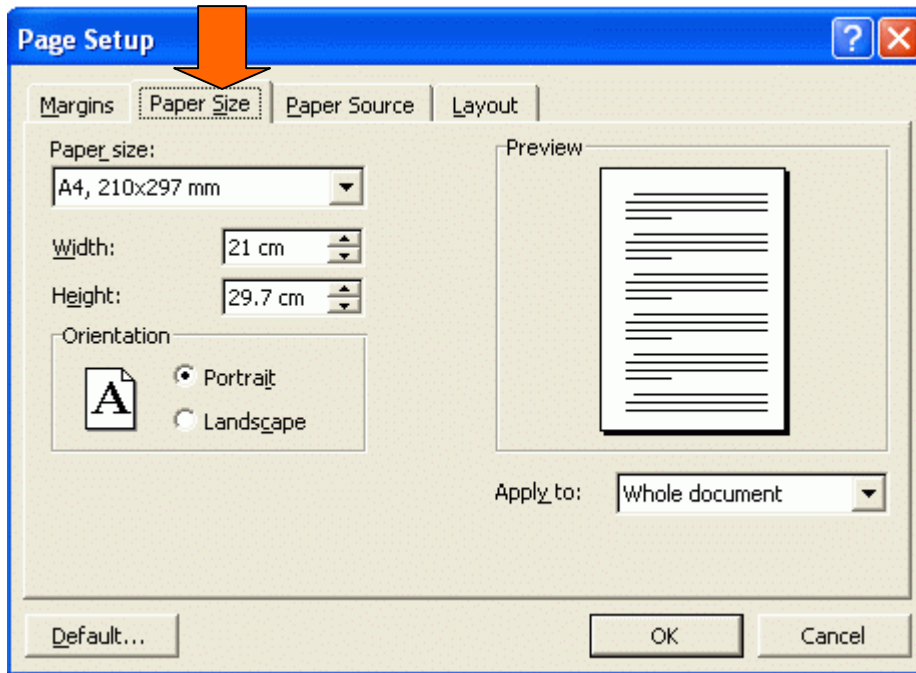 Page Setup
Margins Paper Size Paper Source Layout
Paper size:
A4, 210x297 mm
Width: 21 cm
Height: 29.7 cm
Orientation
A
Portrait
Landscape
Preview
Apply to: Whole document
Default... OK Cancel